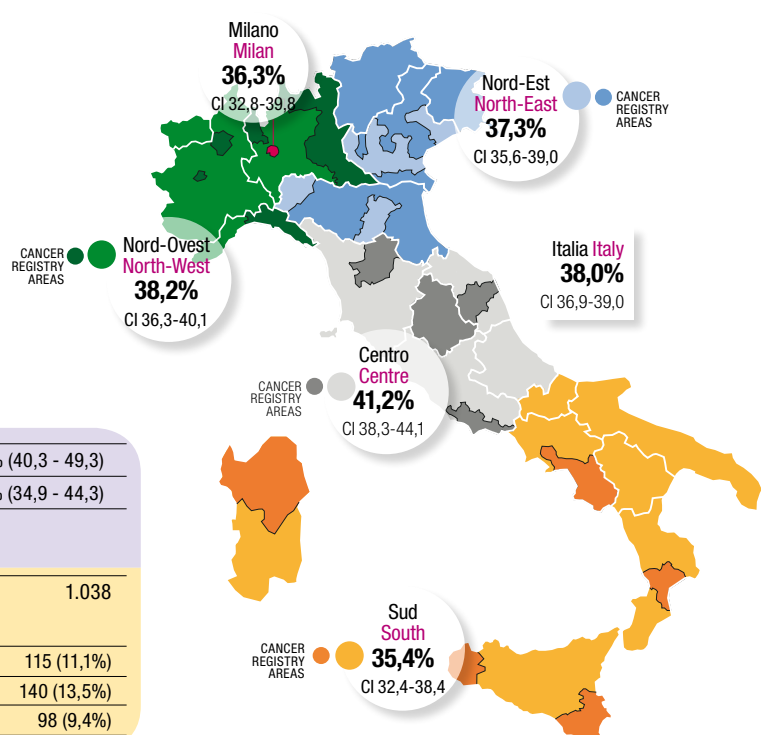 Milano
Milan
36,3%
CI 32,8-39,8
Nord-Est
North-East
37,3%
CI 35,6-39,0
CANCER
REGISTRY
AREAS
CANCER
REGISTRY
AREAS
Nord-Ovest
North-West
38,2%
CI 36,3-40,1
Italia Italy
38,0%
CI 36,9-39,0
CANCER
REGISTRY
AREAS
Centro
Centre
41,2%
CI 38,3-44,1
% (40,3 - 49,3)
% (34,9 - 44,3)
1.038
115 (11,1%)
140 (13,5%)
98 (9,4%)
CANCER
REGISTRY
AREAS
Sud
South
35,4%
CI 32,4-38,4